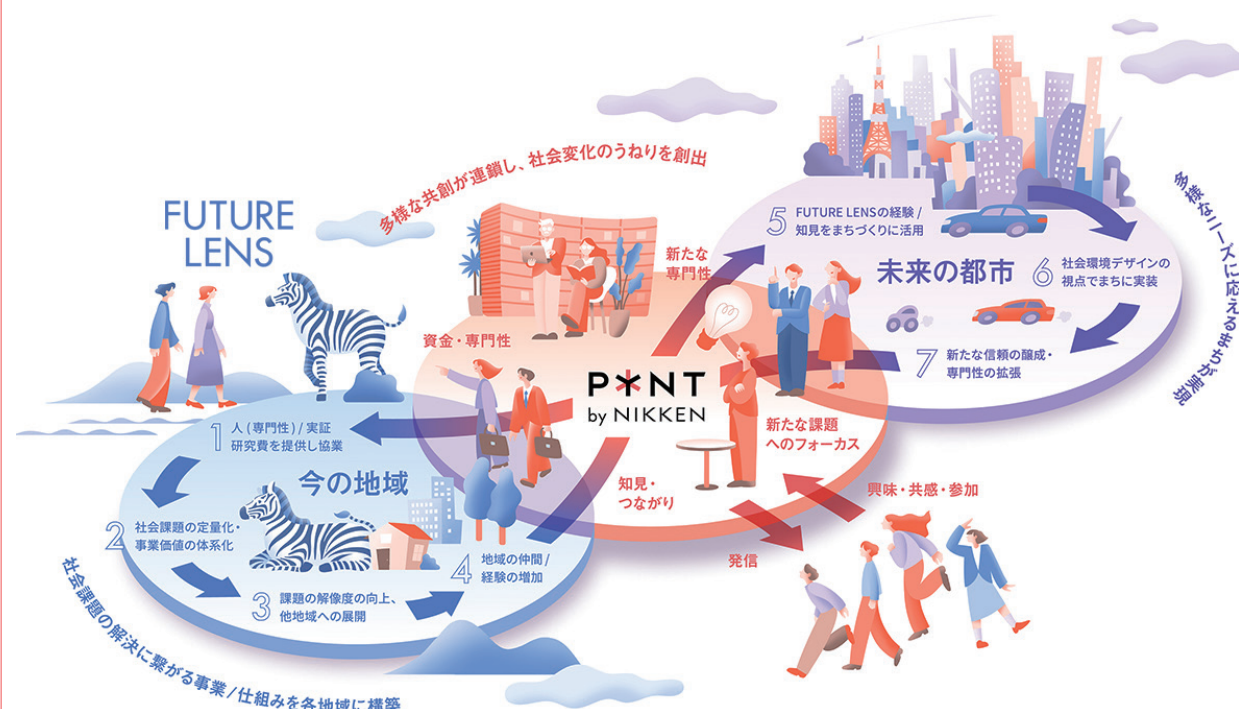 FUTURE
LENS
多様な共創が連鎖し、社会変化のうねりを創出
資金・専門性
新たな
専門性
P✳NT
by NIKKEN
知見・
つながり
新たな課題
へのフォーカス
発信
興味・共感・参加
1 人(専門性)/実証
研究費を提供し協業
今の地域
2 社会課題の定量化・
事業価値の体系化
3 課題の解像度の向上、
他地域への展開
4 地域の仲間/
経験の増加
社会課題の解決に繋がる事業/仕組みを各地域に構築
5 FUTURE LENSの経験/
知見をまちづくりに活用
未来の都市
6 社会環境デザインの
視点でまちに実装
7 新たな信頼の醸成・
専門性の拡張
多様なニーズに応えるまちが実現